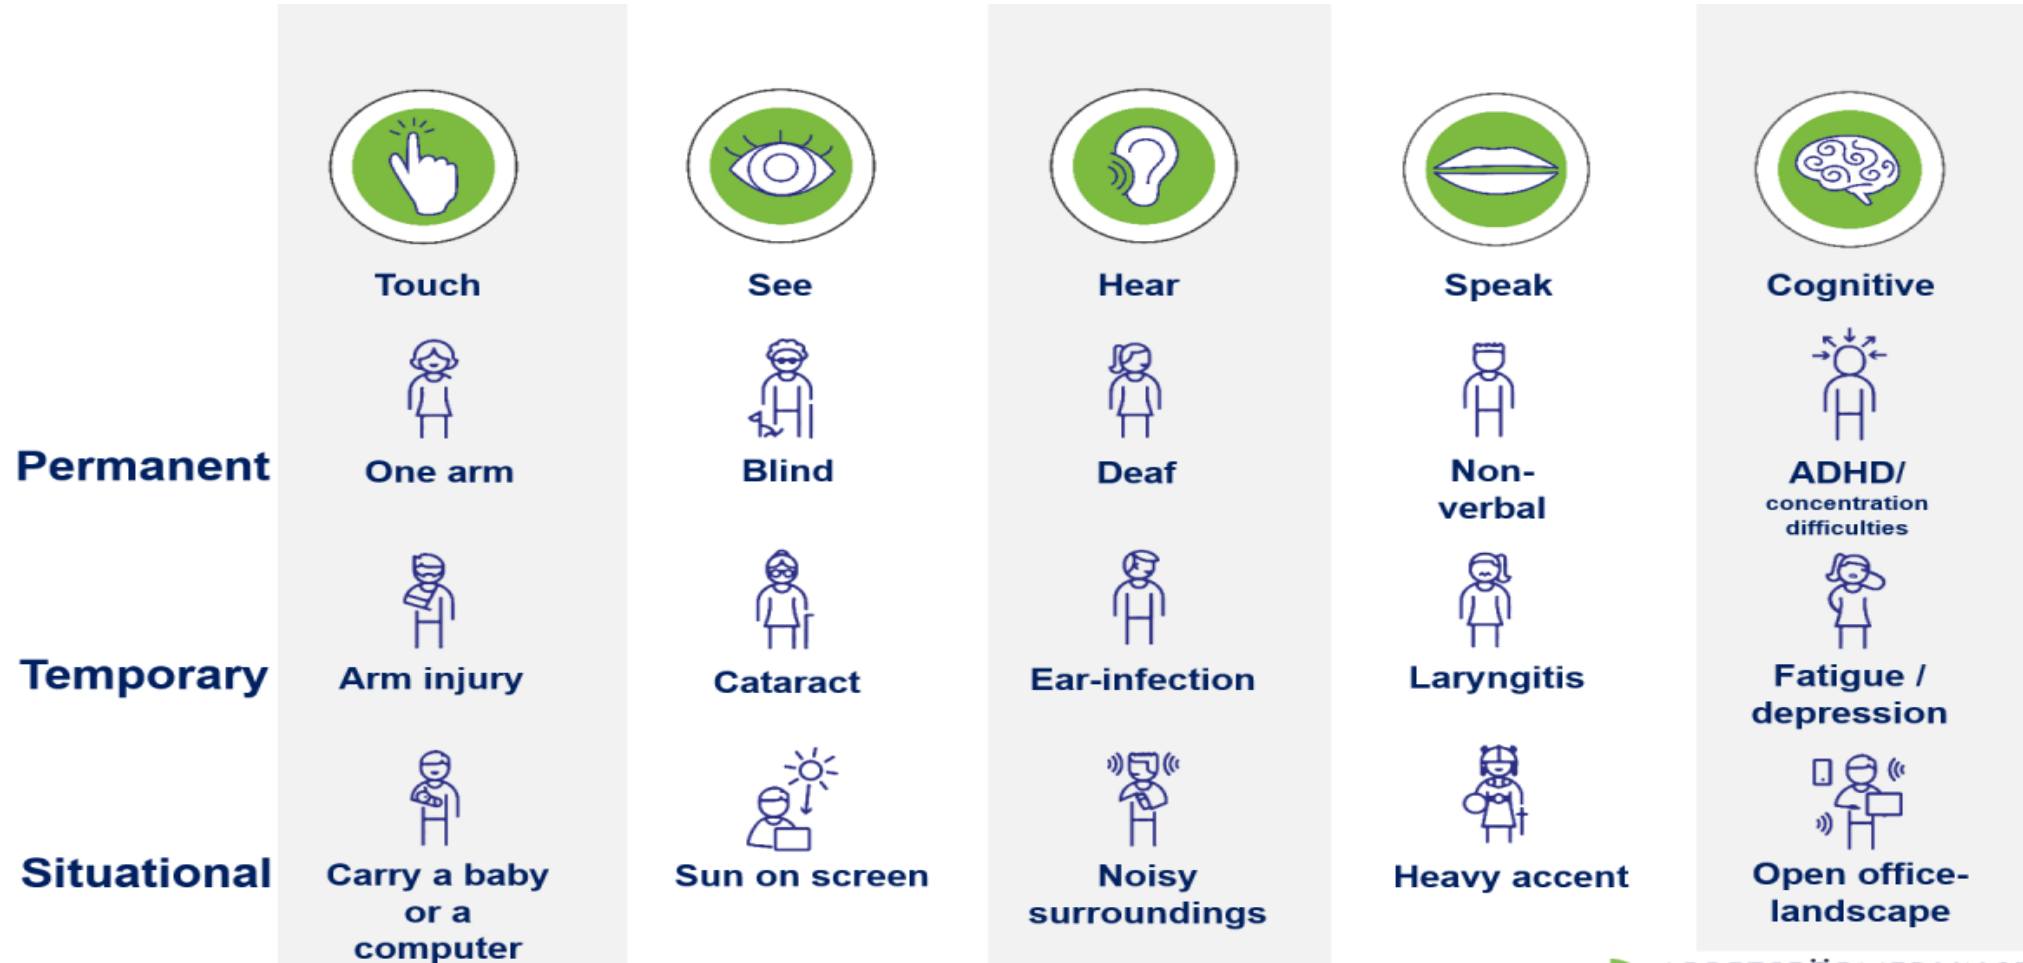 Touch See Hear Speak Cognitive
Permanent One arm Blind Deaf Non-
verbal
ADHD/
concentration
difficulties
Temporary Arm injury Cataract Ear-infection Laryngitis Fatigue /
depression
Situational Carry a baby
or a
computer
Sun on screen Noisy
surroundings
Heavy accent Open office-
landscape